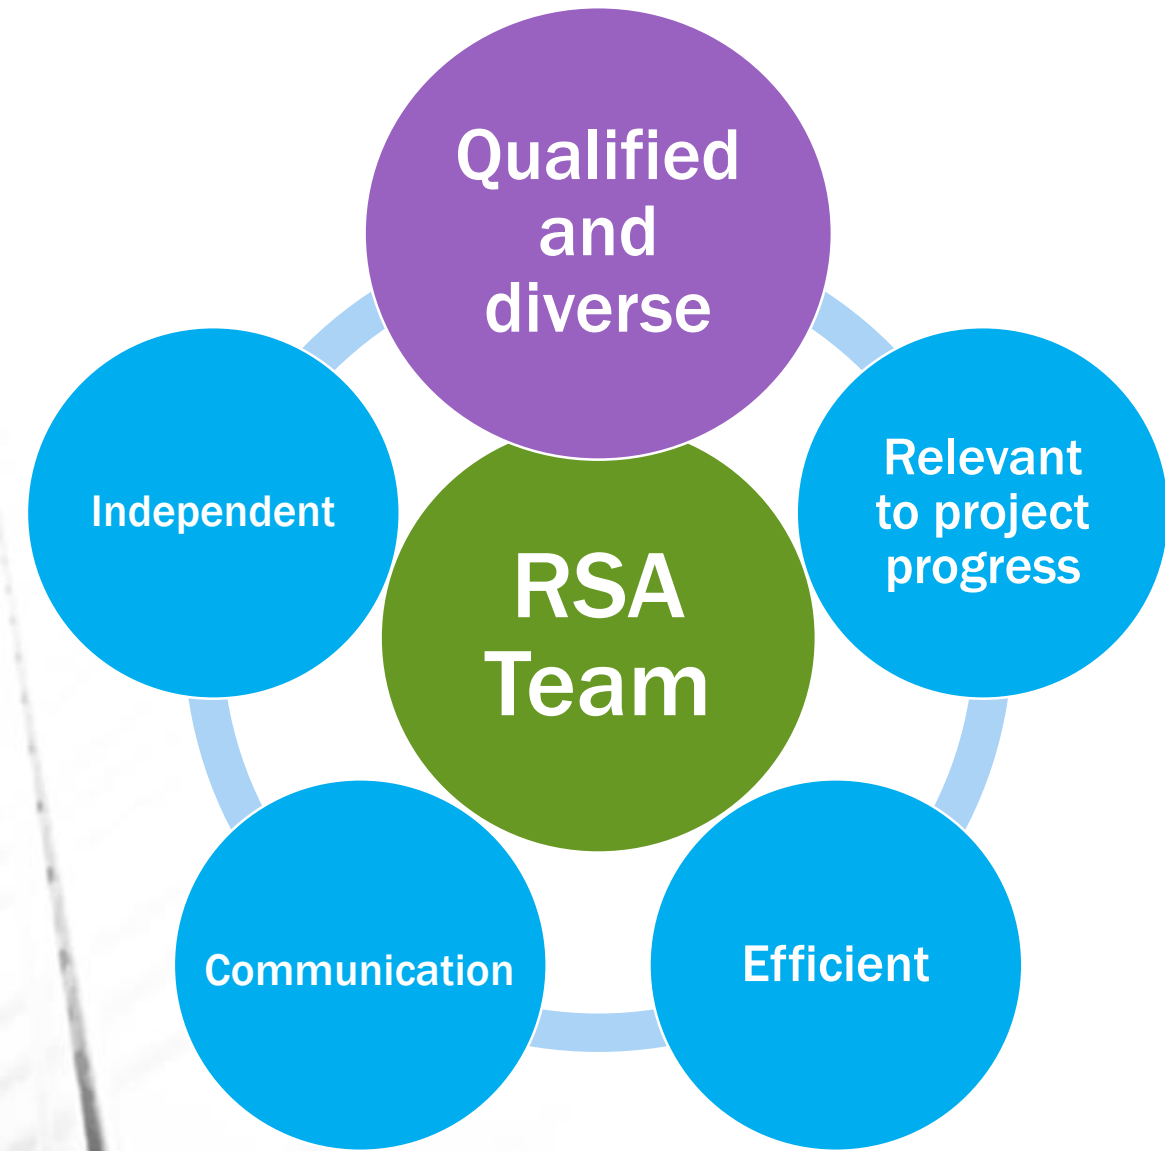 Qualified
and
diverse
Relevant
to project
progress
Efficient
Communication
Independent
RSA
Team